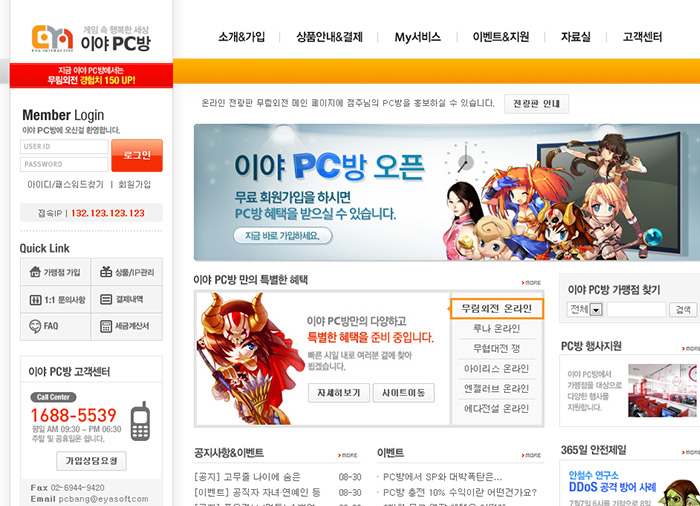 게임 속 행복한 세상
EYA INTERACTIVE
이야 PC방
지금 이야 PC방에서는
무림외전 경험치 150 UP!
소개&가입
상품안내&결제
My서비스
이벤트&지원
자료실
고객센터
Member Login
이야 PC방에 오신걸 환영합니다.
USER ID
PASSWORD
로그인
아이디/패스워드찾기 | 회원가입
접속IP | 132.123.123.123
Quick Link
가맹점 가입
상품/IP관리
1:1 문의사항
결제내역
FAQ
세금계산서
이야 PC방 고객센터
Call Center
1688-5539
평일 AM 09:30 ~ PM 06:30
주말 및 공휴일은 쉽니다.
가입상담요청
Fax 02-6944-9420
Email pcbang@eyasoft.com
온라인 전광판 무림외전 메인 페이지에 점주님의 PC방을 홍보하실 수 있습니다.
전광판 안내
이야 PC방 오픈
무료 회원가입을 하시면
PC방 혜택을 받으실 수 있습니다.
지금 바로 가입하세요.
이야 PC방 만의 특별한 혜택
MORE
이야 PC방만의 다양하고
특별한 혜택을 준비 중입니다.
빠른 시일 내로 여러분 곁에 찾아
뵙겠습니다.
자세히보기
사이트이동
무림외전 온라인
루나 온라인
무협대전 갱
아이리스 온라인
엔젤러브 온라인
에다전설 온라인
이야 PC방 가맹점 찾기
전체
검색
PC방 행사지원
MORE
이야 PC방에서
가맹점을 대상으로
다양한 행사를
지원합니다.
공지사항&이벤트
MORE
[공지] 고무줄 나이에 숨은 08-30
[이벤트] 공직자 자녀·연예인 등 08-30
이벤트
MORE
PC방에서 SP와 대박폭탄은...
PC방 충전 10% 수익이란 어떤건가요?
365일 안전제일
MORE
안철수 연구소
DDoS 공격 방어 사례
7월7일 6시를 기점으로